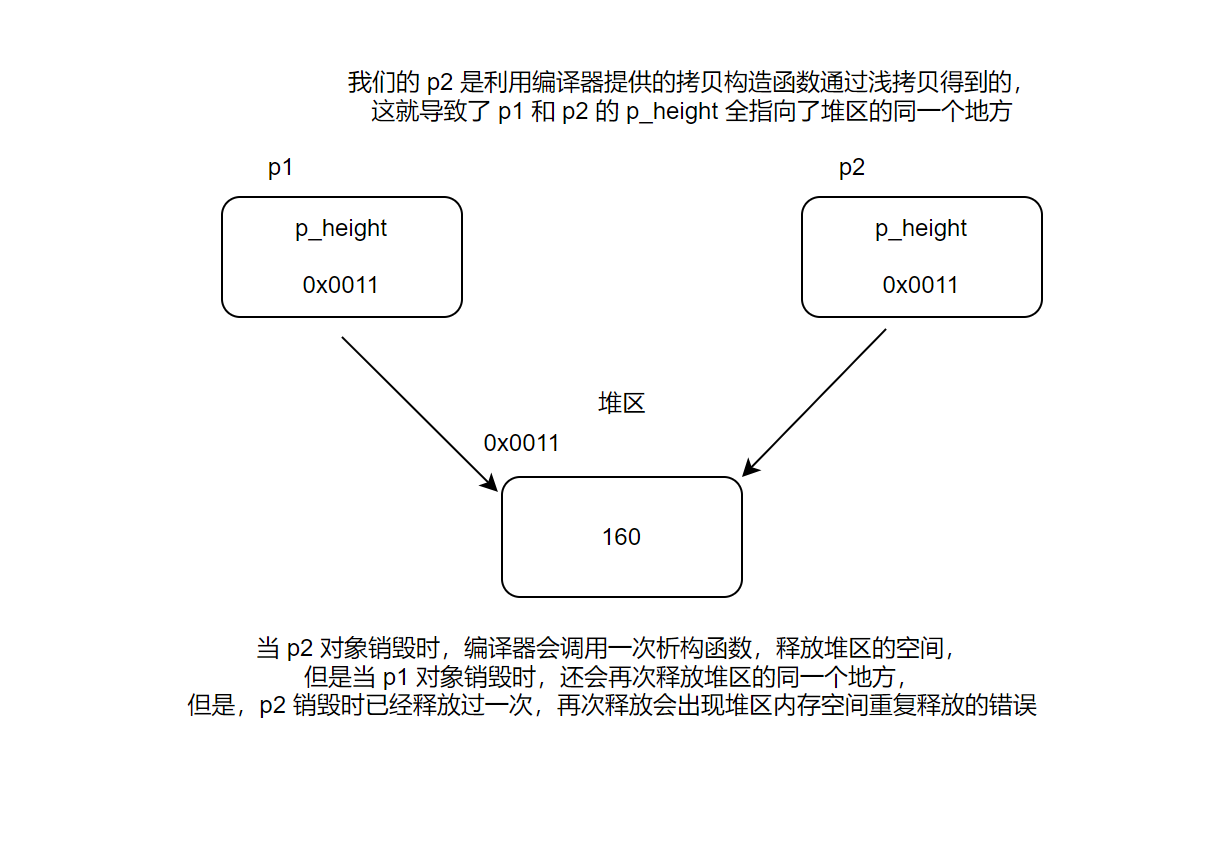 我们的 p2 是利用编译器提供的拷贝构造函数通过浅拷贝得到的，
这就导致了 p1 和 p2 的 p_height 全指向了堆区的同一个地方
p1
p2
p_height
p_height
0x0011
0x0011
堆区
0x0011
160
当 p2 对象销毁时，编译器会调用一次析构函数，释放堆区的空间，
但是当 p1 对象销毁时，还会再次释放堆区的同一个地方，
但是，p2 销毁时已经释放过一次，再次释放会出现堆区内存空间重复释放的错误